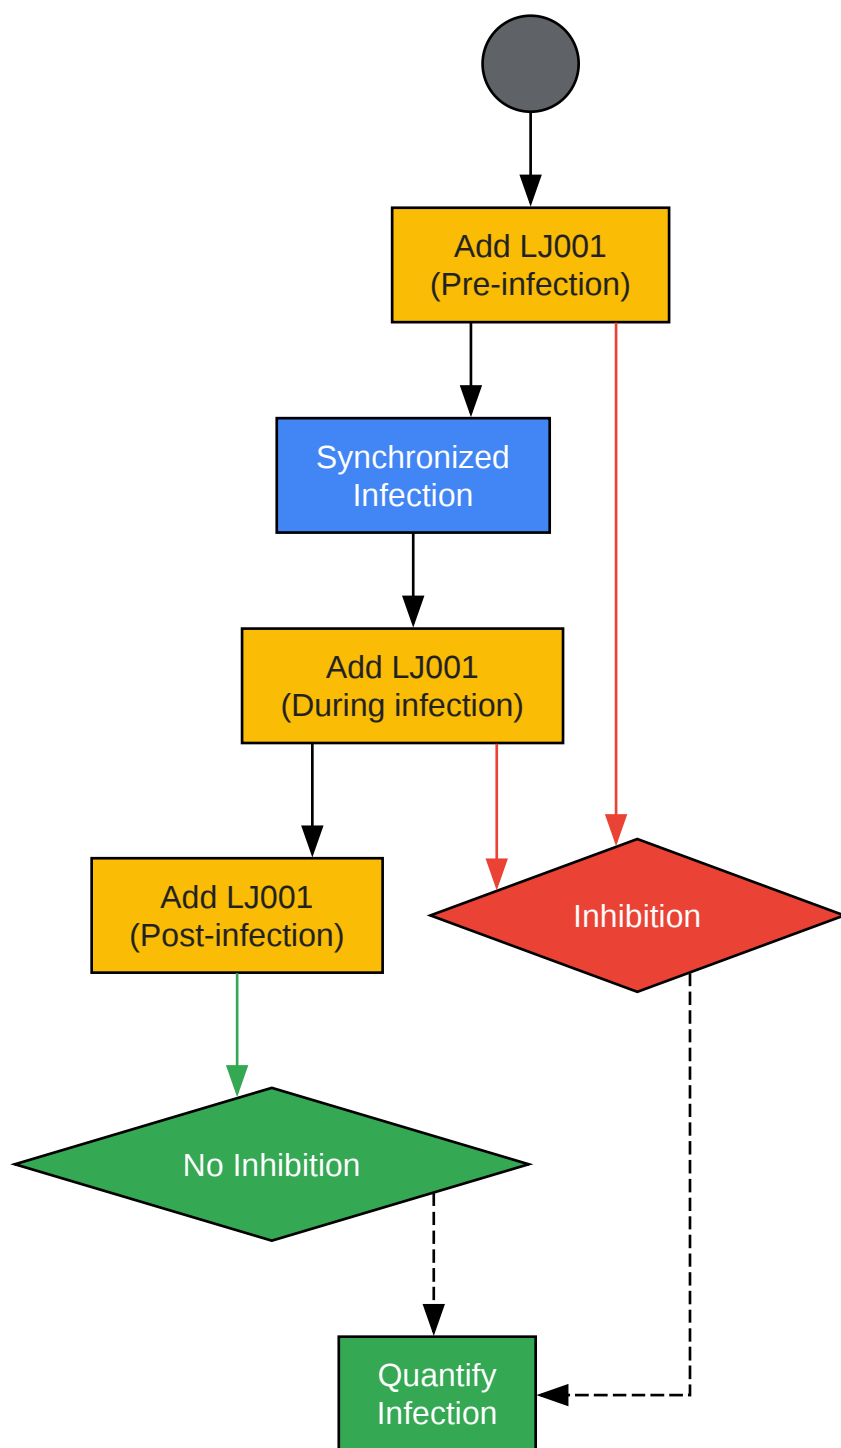 Add LJ001
(Pre-infection)
Synchronized
Infection
Add LJ001
(During infection)
Add LJ001
(Post-infection)
Inhibition
No Inhibition
Quantify
Infection